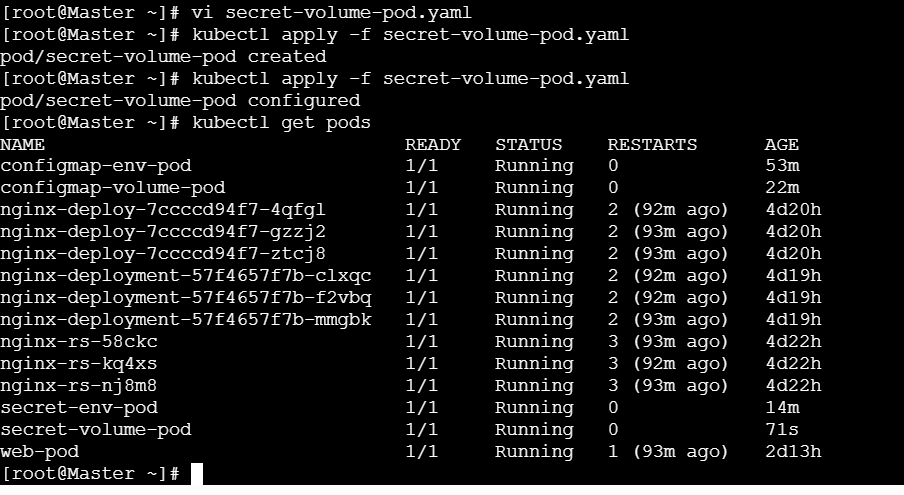 [root@Master ~]# vi secret-volume-pod.yaml
[root@Master ~]# kubectl apply -f secret-volume-pod.yaml
pod/secret-volume-pod created
[root@Master ~]# kubectl apply -f secret-volume-pod.yaml
pod/secret-volume-pod configured
[root@Master ~]# kubectl get pods
NAME READY STATUS RESTARTS AGE
configmap-env-pod 1/1 Running 0 53m
configmap-volume-pod 1/1 Running 0 22m
nginx-deploy-7ccccd94f7-4qfgl 1/1 Running 2 (92m ago) 4d20h
nginx-deploy-7ccccd94f7-gzzj2 1/1 Running 2 (93m ago) 4d20h
nginx-deploy-7ccccd94f7-ztcj8 1/1 Running 2 (93m ago) 4d20h
nginx-deployment-57f4657f7b-clxqc 1/1 Running 2 (92m ago) 4d19h
nginx-deployment-57f4657f7b-f2vbq 1/1 Running 2 (92m ago) 4d19h
nginx-deployment-57f4657f7b-mmgbk 1/1 Running 2 (93m ago) 4d19h
nginx-rs-58ckc 1/1 Running 3 (93m ago) 4d22h
nginx-rs-kq4xs 1/1 Running 3 (92m ago) 4d22h
nginx-rs-nj8m8 1/1 Running 3 (93m ago) 4d22h
secret-env-pod 1/1 Running 0 14m
secret-volume-pod 1/1 Running 0 71s
web-pod 1/1 Running 1 (93m ago) 2d13h
[root@Master ~]#